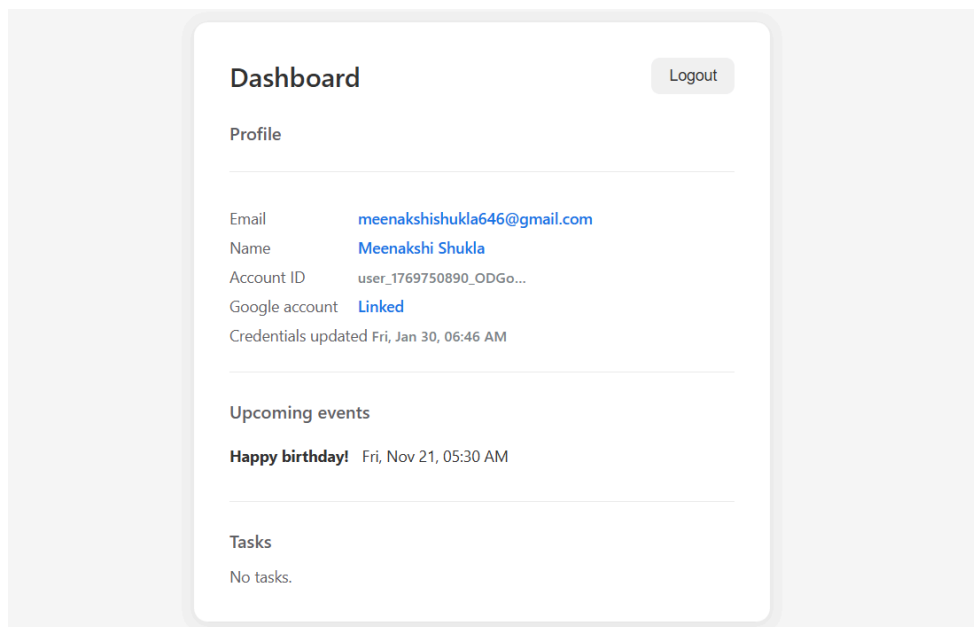 Dashboard
Logout
Profile
Email meenakshishukla646@gmail.com
Name Meenakshi Shukla
Account ID user_1769750890_ODGo...
Google account Linked
Credentials updated Fri, Jan 30, 06:46 AM
Upcoming events
Happy birthday! Fri, Nov 21, 05:30 AM
Tasks
No tasks.